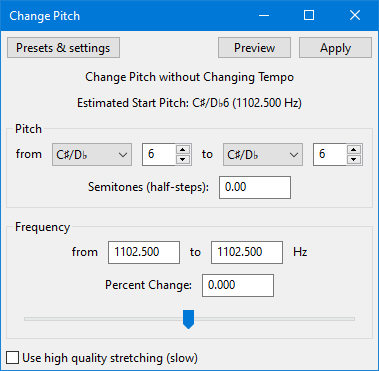 Change Pitch
Presets & settings Preview Apply
Change Pitch without Changing Tempo
Estimated Start Pitch: C♯/D♭6 (1102.500 Hz)
Pitch
from C♯/D♭ 6 to C♯/D♭ 6
Semitones (half-steps): 0.00
Frequency
from 1102.500 to 1102.500 Hz
Percent Change: 0.000
Use high quality stretching (slow)